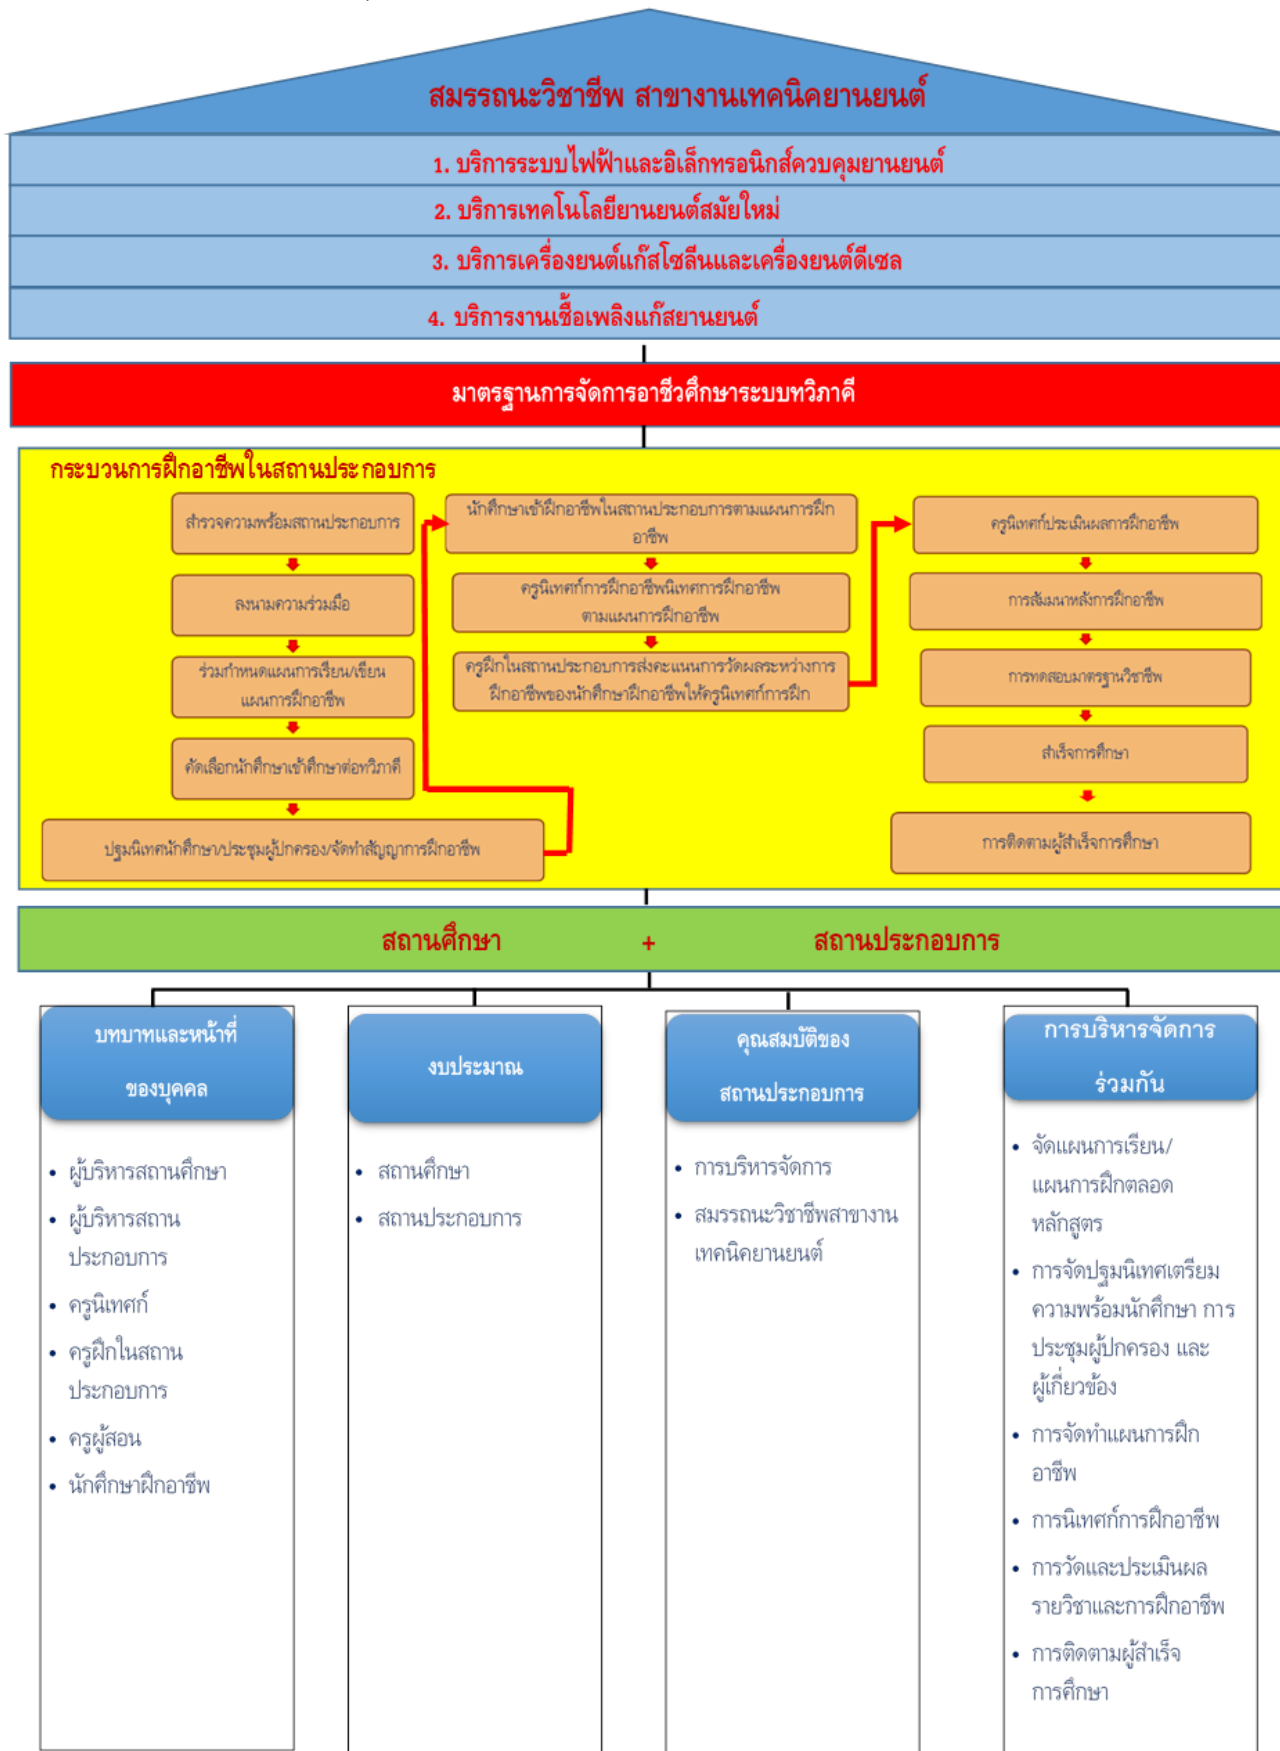 สมรรถนะวิชาชีพ สาขางานเทคนิคยานยนต์
1. บริการระบบไฟฟ้าและอิเล็กทรอนิกส์ควบคุมยานยนต์
2. บริการเทคโนโลยียานยนต์สมัยใหม่
3. บริการเครื่องยนต์แก๊สโซลีนและเครื่องยนต์ดีเซล
4. บริการงานเชื้อเพลิงแก๊สยานยนต์
มาตรฐานการจัดการอาชีวศึกษาระบบทวิภาคี
กระบวนการฝึกอาชีพในสถานประกอบการ
สำรวจความพร้อมสถานประกอบการ
ลงนามความร่วมมือ
ร่วมกำหนดแผนการเรียน/เขียน
แผนการฝึกอาชีพ
คัดเลือกนักศึกษาเข้าศึกษาต่อทวิภาคี
ปฐมนิเทศนักศึกษา/ประชุมผู้ปกครอง/จัดทำสัญญาการฝึกอาชีพ
นักศึกษาเข้าฝึกอาชีพในสถานประกอบการตามแผนการฝึก
อาชีพ
ครูนิเทศก์การฝึกอาชีพนิเทศการฝึกอาชีพ
ตามแผนการฝึกอาชีพ
ครูฝึกในสถานประกอบการส่งคะแนนการวัดผลระหว่างการ
ฝึกอาชีพของนักศึกษาฝึกอาชีพให้ครูนิเทศก์การฝึก
ครูนิเทศก์ประเมินผลการฝึกอาชีพ
การสัมมนาหลังการฝึกอาชีพ
การทดสอบมาตรฐานวิชาชีพ
สำเร็จการศึกษา
การติดตามผู้สำเร็จการศึกษา
สถานศึกษา + สถานประกอบการ
บทบาทและหน้าที่
ของบุคคล
• ผู้บริหารสถานศึกษา
• ผู้บริหารสถาน
ประกอบการ
• ครูนิเทศก์
• ครูฝึกในสถาน
ประกอบการ
• ครูผู้สอน
• นักศึกษาฝึกอาชีพ
งบประมาณ
• สถานศึกษา
• สถานประกอบการ
คุณสมบัติของ
สถานประกอบการ
• การบริหารจัดการ
• สมรรถนะวิชาชีพสาขางาน
เทคนิคยานยนต์
การบริหารจัดการ
ร่วมกัน
• จัดแผนการเรียน/
แผนการฝึกตลอด
หลักสูตร
• การจัดปฐมนิเทศเตรียม
ความพร้อมนักศึกษา การ
ประชุมผู้ปกครอง และ
ผู้เกี่ยวข้อง
• การจัดทำแผนการฝึก
อาชีพ
• การนิเทศก์การฝึกอาชีพ
• การวัดและประเมินผล
รายวิชาและการฝึกอาชีพ
• การติดตามผู้สำเร็จ
การศึกษา